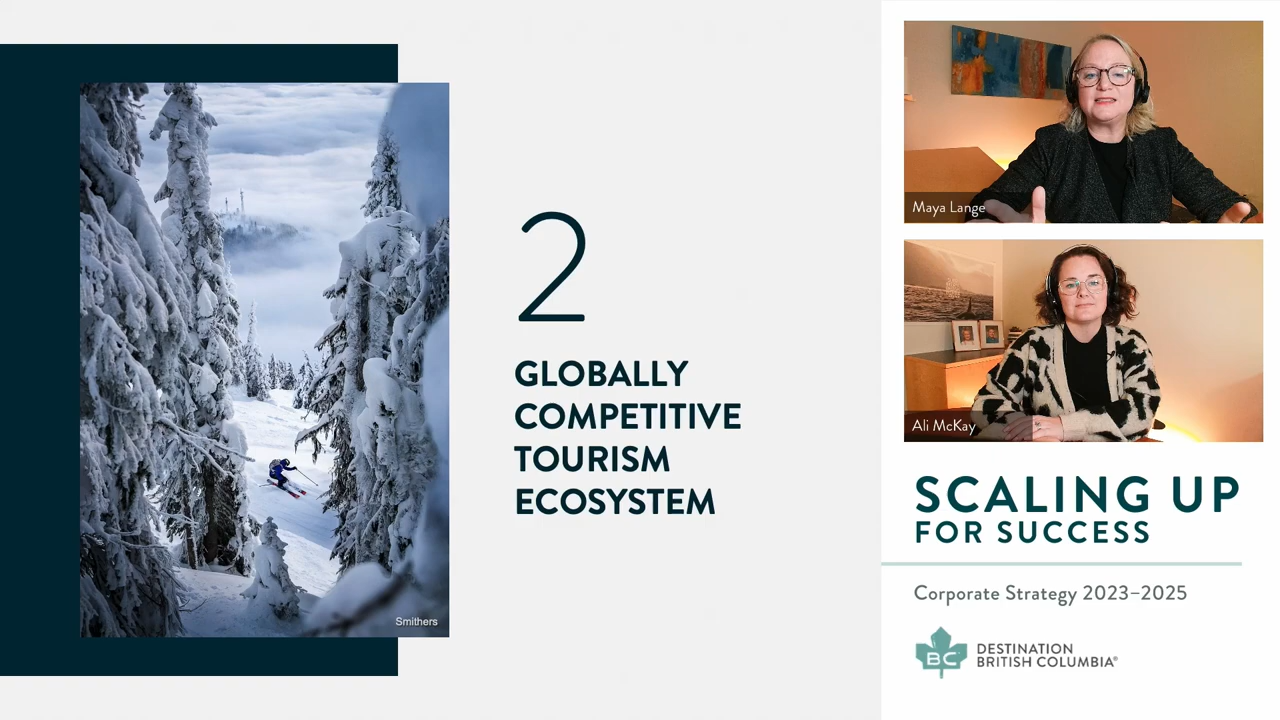 2
GLOBALLY
COMPETITIVE
TOURISM
ECOSYSTEM
Smithers
Maya Lange
Ali McKay
SCALING UP
FOR SUCCESS
Corporate Strategy 2023–2025
BC
DESTINATION
BRITISH COLUMBIA®